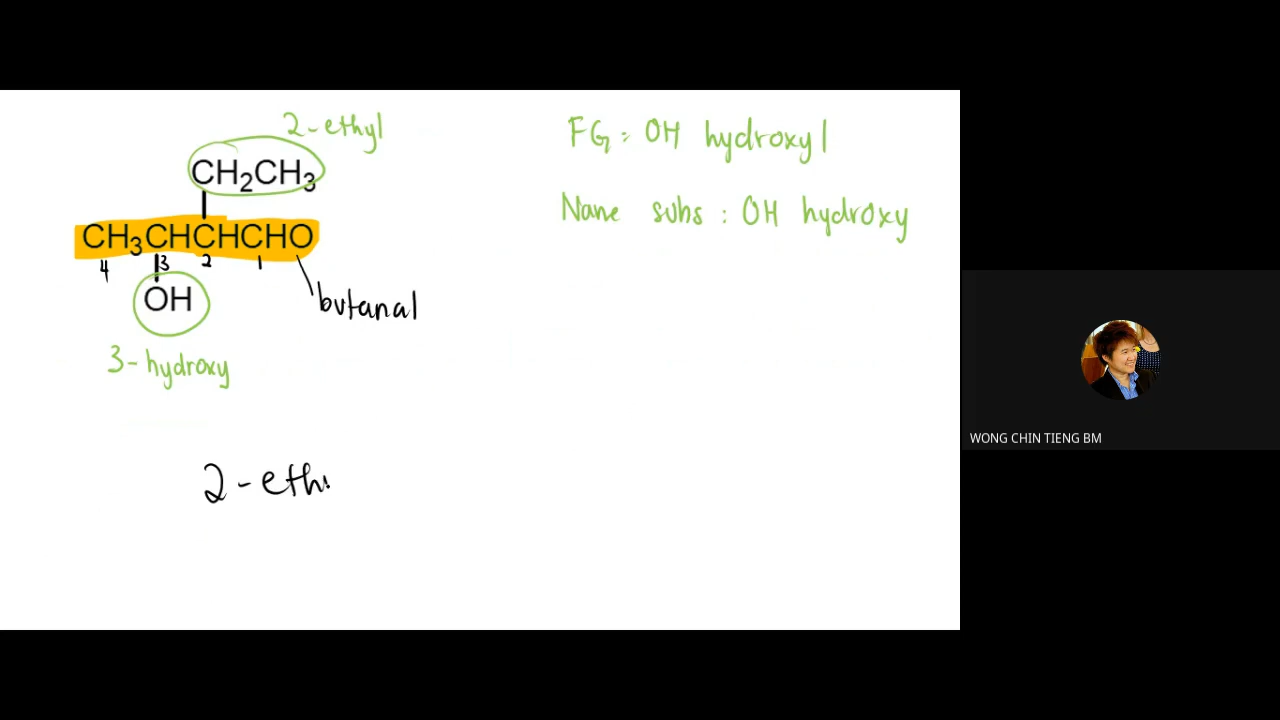 2-ethyl
CH2CH3
CH3CHCHCHO
4 3 2 1
OH
butanal
3-hydroxy
2-eth
FG : OH hydroxyl
Name subs : OH hydroxy
WONG CHIN TIENG BM